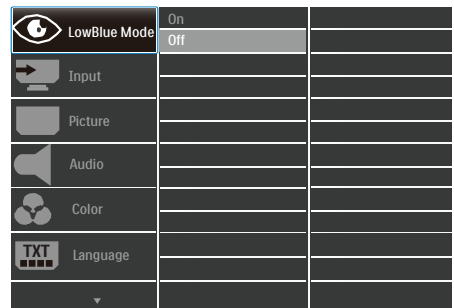 LowBlue Mode
On
Off
Input
Picture
Audio
Color
TXT
Language